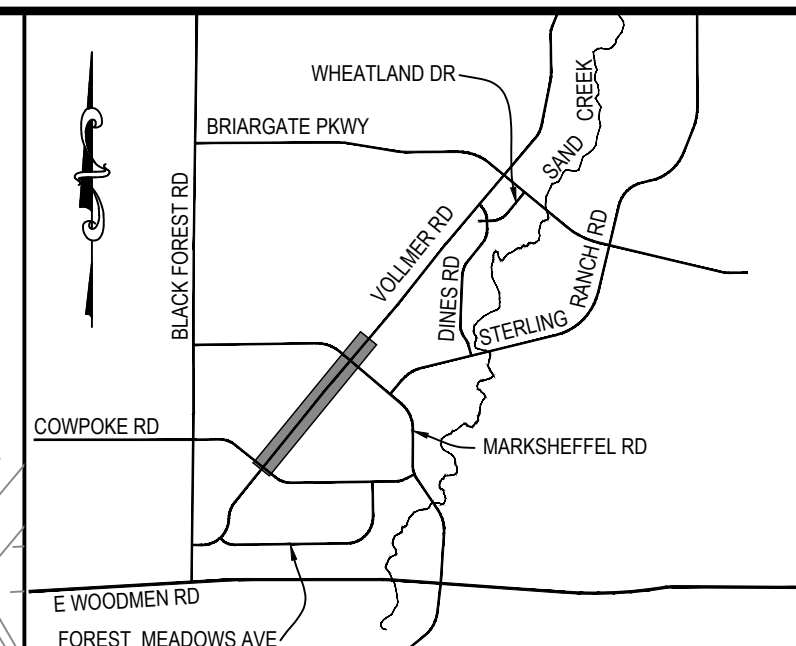 WHEATLAND DR
SAND CREEK
BRIARGATE PKWY
BLACK FOREST RD
VOLLMER RD
DINES RD
STERLING RANCH RD
COWPOKE RD
MARKSHEFFEL RD
E WOODMEN RD
FOREST MEADOWS AVE